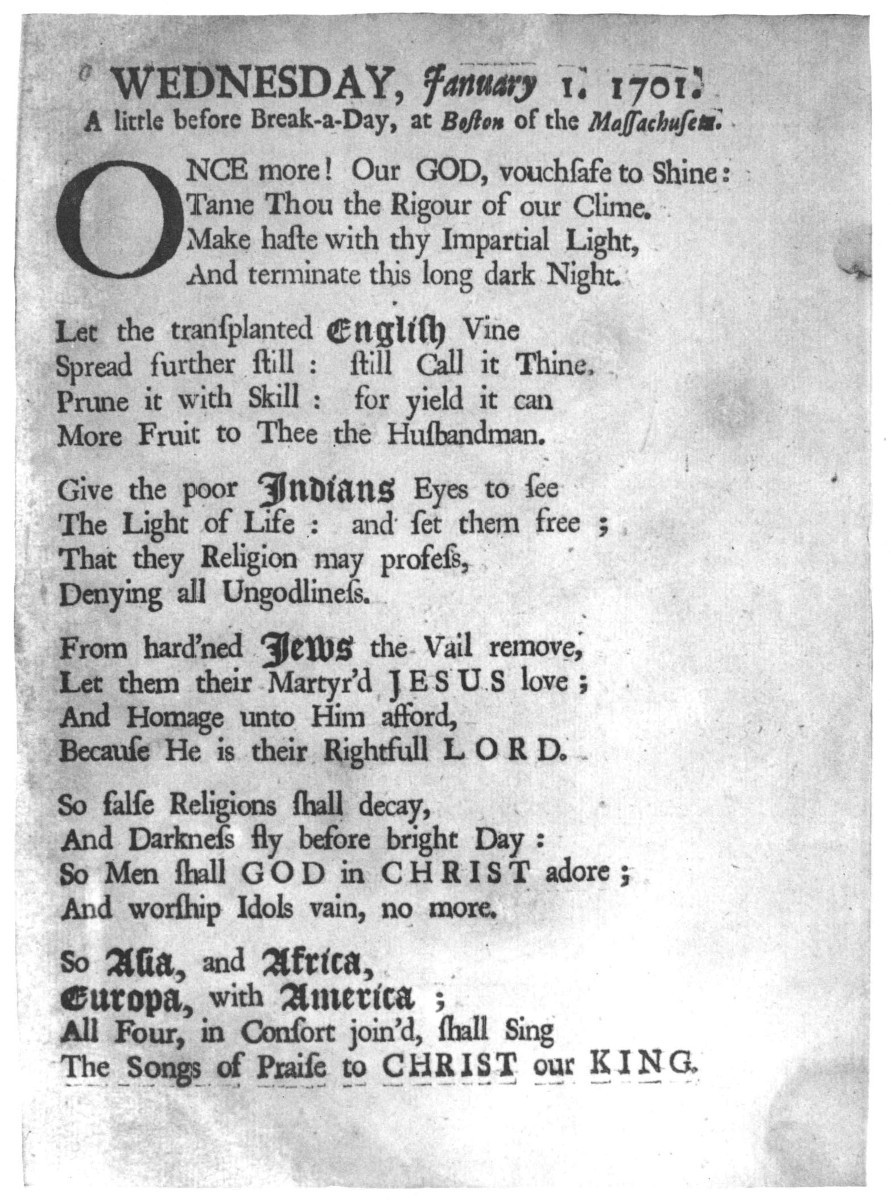 WEDNESDAY, January 1. 1701.
A little before Break-a-Day, at Boſton of the Maſſachuſets.
ONCE more! Our GOD, vouchſafe to Shine:
Tame Thou the Rigour of our Clime.
Make haſte with thy Impartial Light,
And terminate this long dark Night.
Let the tranſplanted Engliſh Vine
Spread further ſtill : ſtill Call it Thine.
Prune it with Skill : for yield it can
More Fruit to Thee the Huſbandman.
Give the poor Indians Eyes to ſee
The Light of Life : and ſet them free ;
That they Religion may profeſs,
Denying all Ungodlineſs.
From hard'ned Jews the Vail remove,
Let them their Martyr'd JESUS love ;
And Homage unto Him afford,
Becauſe He is their Rightfull LORD.
So falſe Religions ſhall decay,
And Darkneſs fly before bright Day :
So Men ſhall GOD in CHRIST adore ;
And worſhip Idols vain, no more.
So Aſia, and Africa,
Europa, with America ;
All Four, in Conſort join'd, ſhall Sing
The Songs of Praiſe to CHRIST our KING.